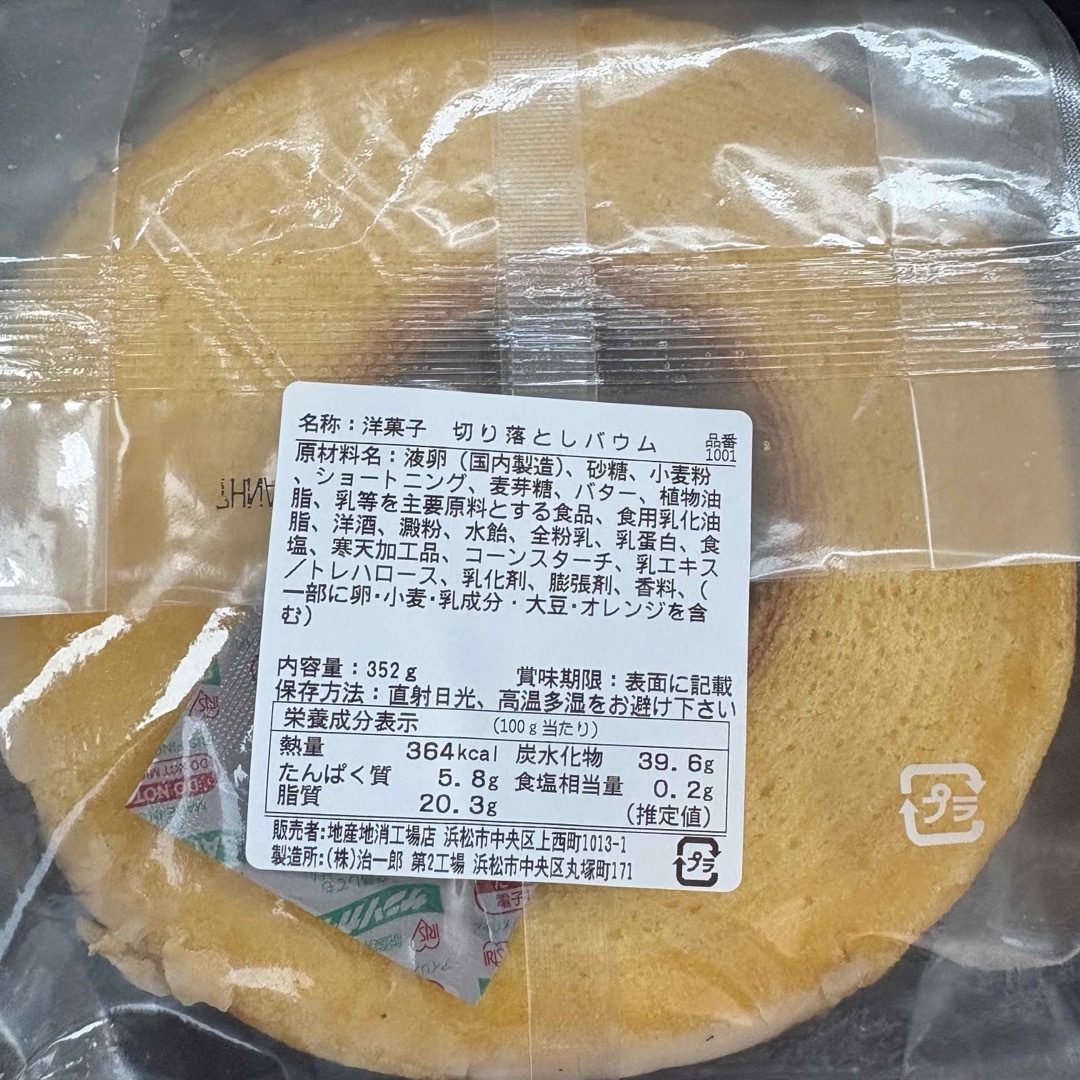 名称：洋菓子　切り落としバウム
品番
1001
原材料名：液卵（国内製造）、砂糖、小麦粉
、ショートニング、麦芽糖、バター、植物油
脂、乳等を主要原料とする食品、食用乳化油
脂、洋酒、澱粉、水飴、全粉乳、乳蛋白、食
塩、寒天加工品、コーンスターチ、乳エキス
／トレハロース、乳化剤、膨張剤、香料、（
一部に卵・小麦・乳成分・大豆・オレンジを含
む）
内容量：352g　賞味期限：表面に記載
保存方法：直射日光、高温多湿をお避け下さい
栄養成分表示　（100g当たり）
熱量　364kcal　炭水化物　39.6g
たんぱく質　5.8g　食塩相当量　0.2g
脂質　20.3g　（推定値）
販売者:地産地消工場店 浜松市中央区上西町1013-1
製造所:(株)治一郎 第2工場 浜松市中央区丸塚町171
プラ
プラ
DO NOT
IRIS
電子